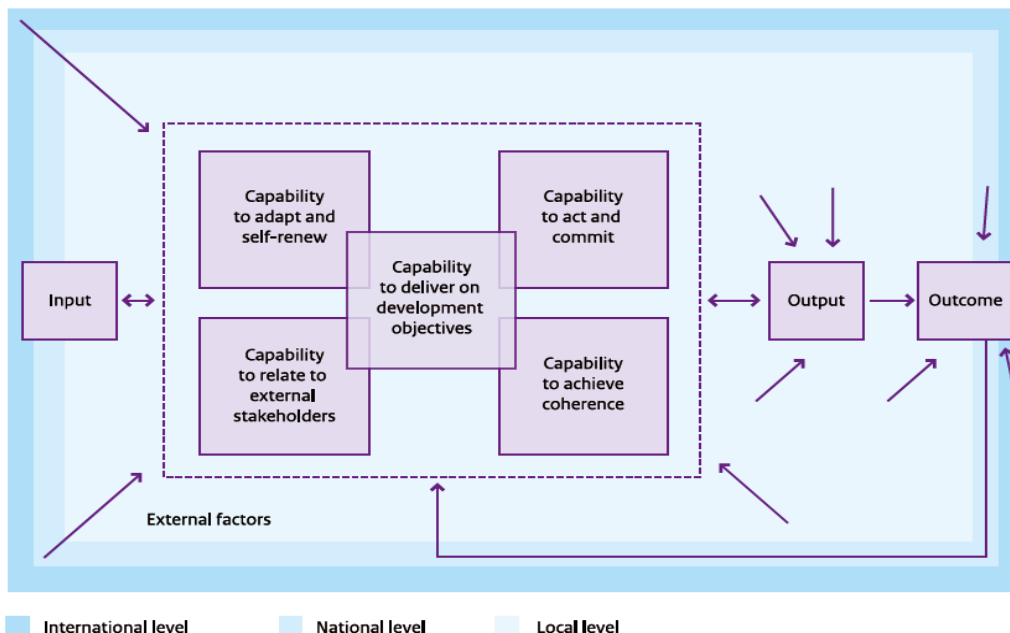 Capability
to adapt and
self-renew
Capability
to act and
commit
Capability
to deliver on
development
objectives
Input
Output
Outcome
Capability
to relate to
external
stakeholders
Capability
to achieve
coherence
External factors
International level
National level
Local level